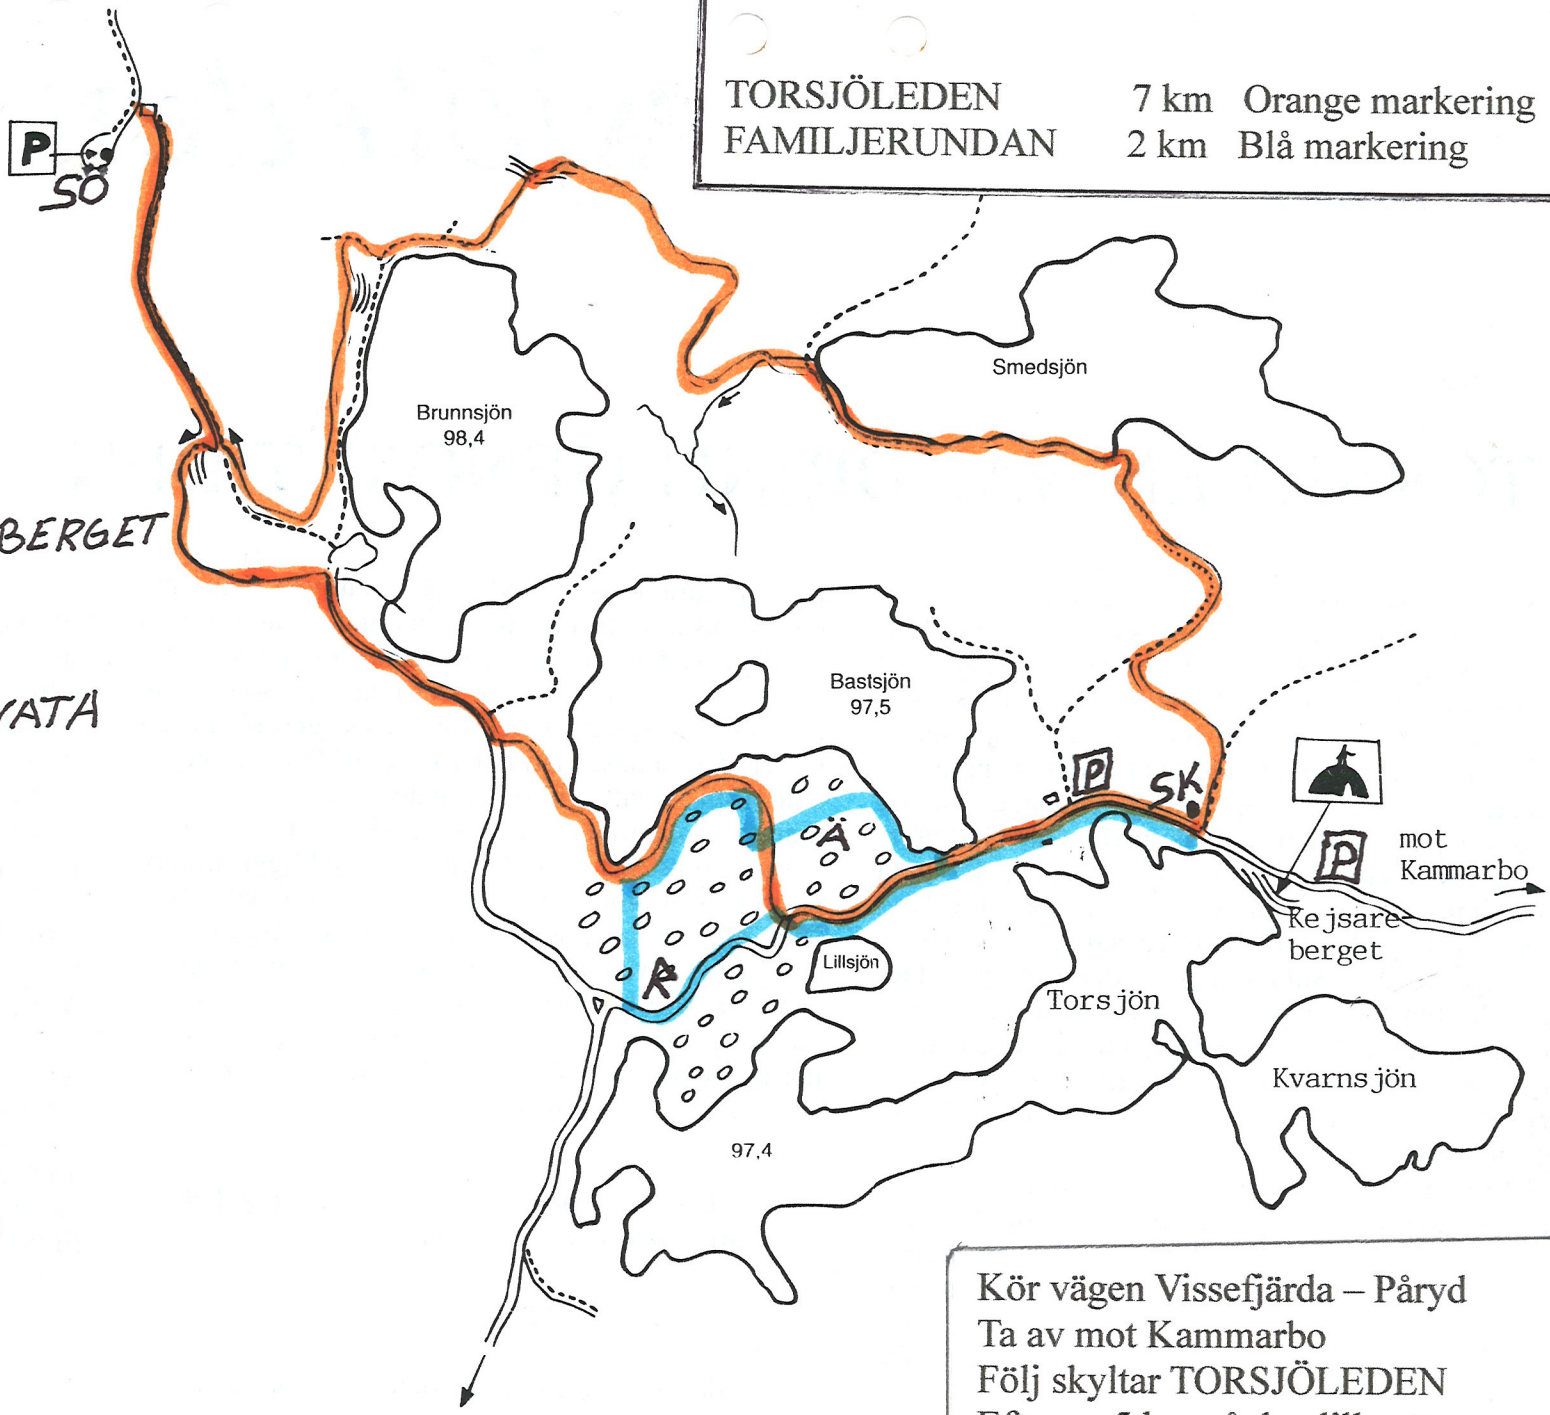 TORSJÖLEDEN 7 km Orange markering
FAMILJERUNDAN 2 km Blå markering
P
SÖ
Smedsjön
Brunnsjön
98,4
BERGET
Bastsjön
97,5
VATA
P
SK
Ä
P
mot
Kammarbo
Kejsare-
berget
Lillsjön
Torsjön
Kvarnsjön
97,4
Kör vägen Vissefjärda – Påryd
Ta av mot Kammarbo
Följ skyltar TORSJÖLEDEN